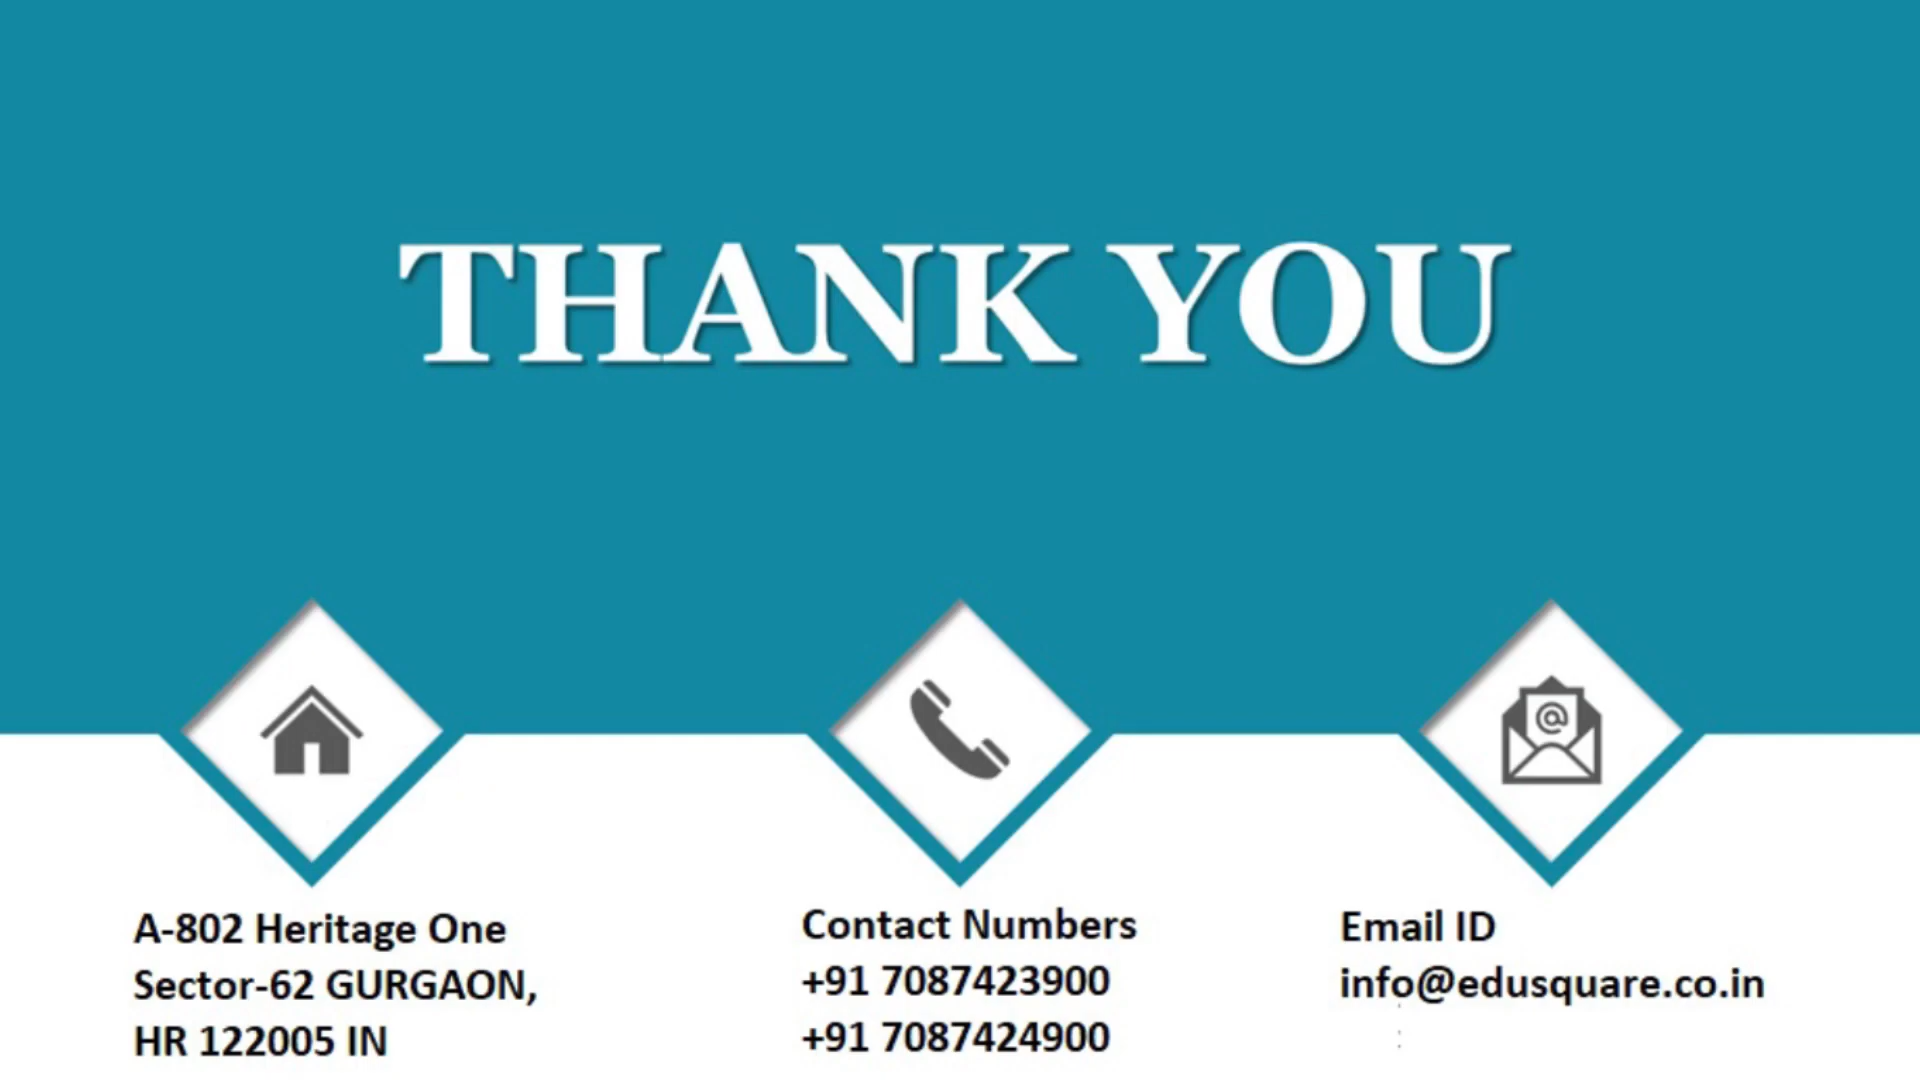 THANK YOU
A-802 Heritage One
Sector-62 GURGAON,
HR 122005 IN
Contact Numbers
+91 7087423900
+91 7087424900
Email ID
info@edusquare.co.in